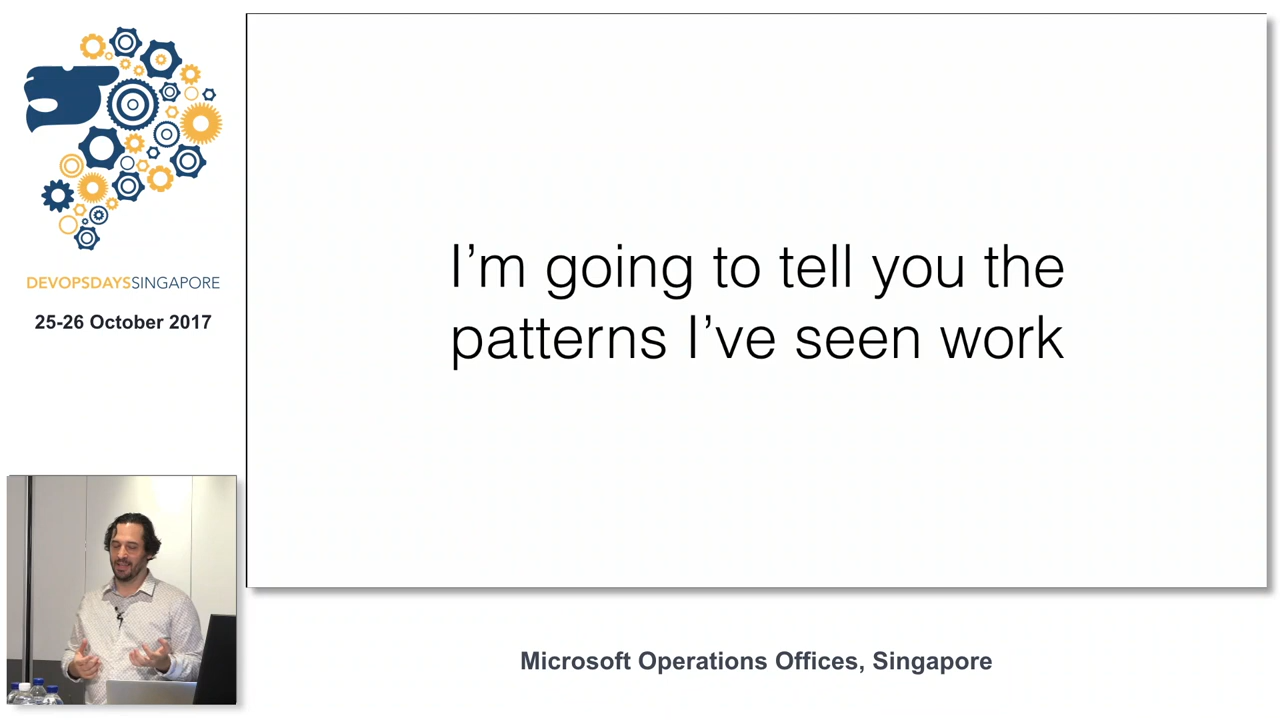 DEVOPSDAYSSINGAPORE
25-26 October 2017
I'm going to tell you the
patterns I've seen work
Microsoft Operations Offices, Singapore